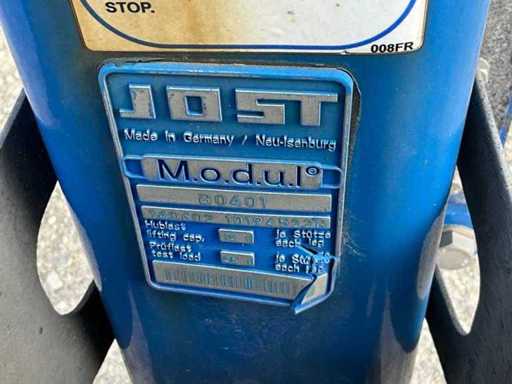 STOP.
008FR
JOST
Made in Germany / Neu-Isenburg
M.o.d.u.l®
Hublast je Stütze
lifting cap. each leg
Prüflast je Stütze
test load each leg